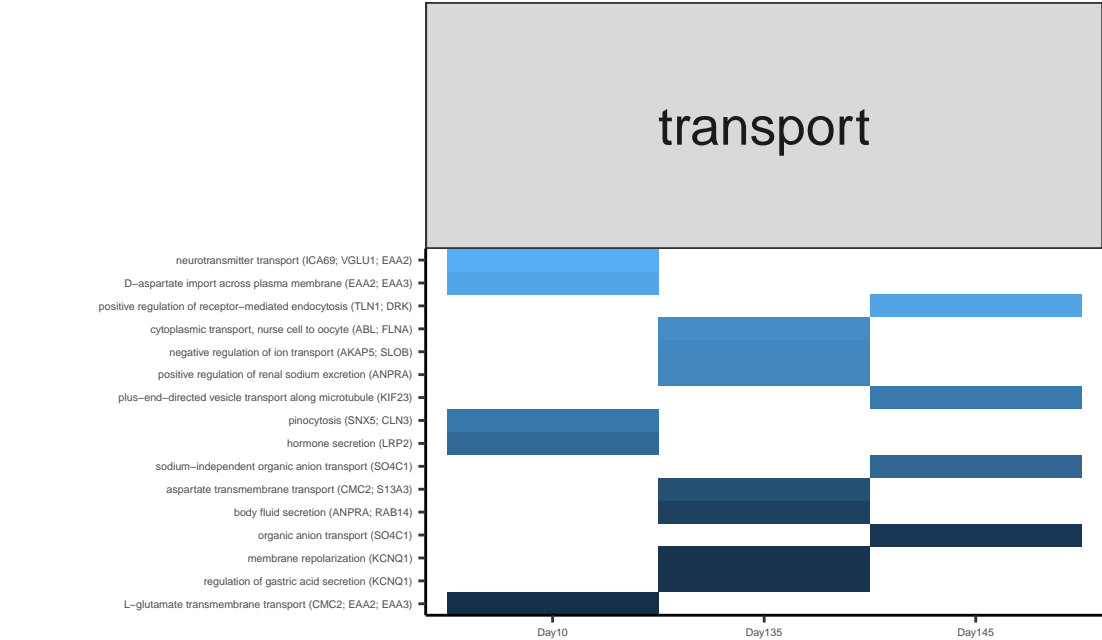 transport
neurotransmitter transport (ICA69; VGLU1; EAA2)
D−aspartate import across plasma membrane (EAA2; EAA3)
positive regulation of receptor−mediated endocytosis (TLN1; DRK)
cytoplasmic transport, nurse cell to oocyte (ABL; FLNA)
negative regulation of ion transport (AKAP5; SLOB)
positive regulation of renal sodium excretion (ANPRA)
plus−end−directed vesicle transport along microtubule (KIF23)
pinocytosis (SNX5; CLN3)
hormone secretion (LRP2)
sodium−independent organic anion transport (SO4C1)
aspartate transmembrane transport (CMC2; S13A3)
body fluid secretion (ANPRA; RAB14)
organic anion transport (SO4C1)
membrane repolarization (KCNQ1)
regulation of gastric acid secretion (KCNQ1)
L−glutamate transmembrane transport (CMC2; EAA2; EAA3)
Day10 Day135 Day145